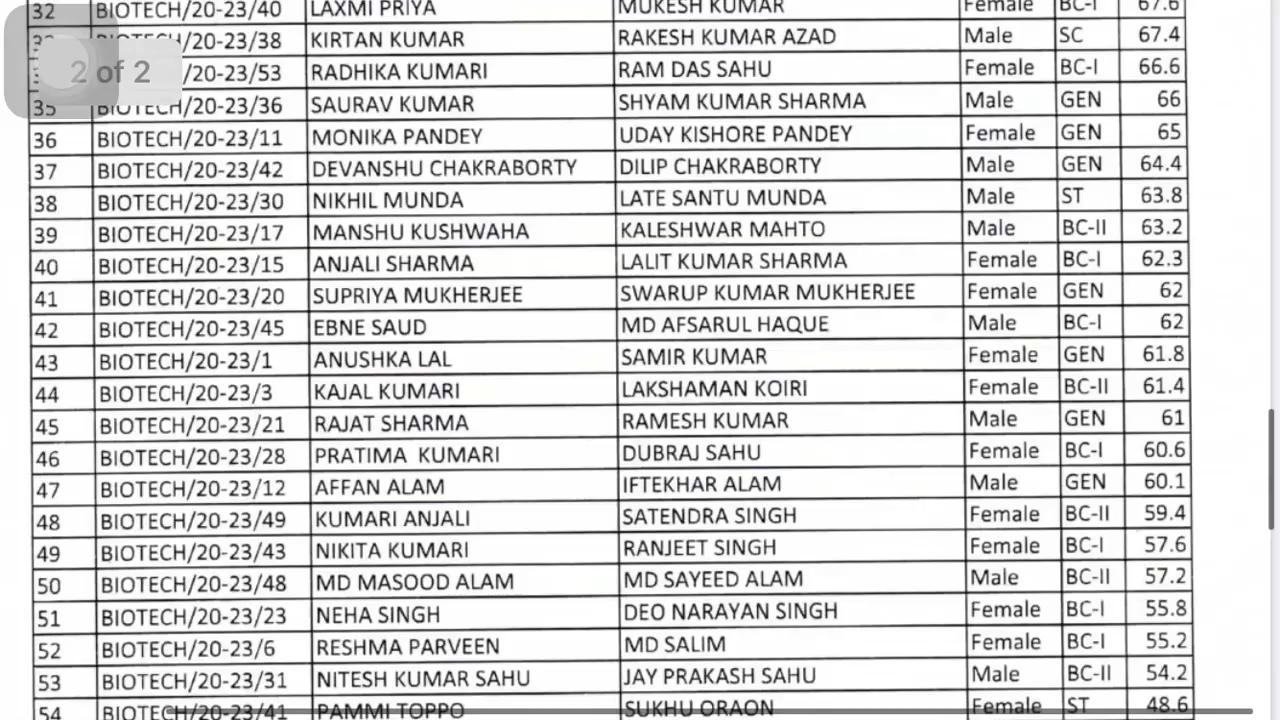 32 BIOTECH/20-23/40 LAXMI PRIYA MUKESH KUMAR Female BC-I 67.6
BIOTECH/20-23/38 KIRTAN KUMAR RAKESH KUMAR AZAD Male SC 67.4
2 of 2 /20-23/53 RADHIKA KUMARI RAM DAS SAHU Female BC-I 66.6
35 BIOTECH/20-23/36 SAURAV KUMAR SHYAM KUMAR SHARMA Male GEN 66
36 BIOTECH/20-23/11 MONIKA PANDEY UDAY KISHORE PANDEY Female GEN 65
37 BIOTECH/20-23/42 DEVANSHU CHAKRABORTY DILIP CHAKRABORTY Male GEN 64.4
38 BIOTECH/20-23/30 NIKHIL MUNDA LATE SANTU MUNDA Male ST 63.8
39 BIOTECH/20-23/17 MANSHU KUSHWAHA KALESHWAR MAHTO Male BC-II 63.2
40 BIOTECH/20-23/15 ANJALI SHARMA LALIT KUMAR SHARMA Female BC-I 62.3
41 BIOTECH/20-23/20 SUPRIYA MUKHERJEE SWARUP KUMAR MUKHERJEE Female GEN 62
42 BIOTECH/20-23/45 EBNE SAUD MD AFSARUL HAQUE Male BC-I 62
43 BIOTECH/20-23/1 ANUSHKA LAL SAMIR KUMAR Female GEN 61.8
44 BIOTECH/20-23/3 KAJAL KUMARI LAKSHAMAN KOIRI Female BC-II 61.4
45 BIOTECH/20-23/21 RAJAT SHARMA RAMESH KUMAR Male GEN 61
46 BIOTECH/20-23/28 PRATIMA KUMARI DUBRAJ SAHU Female BC-I 60.6
47 BIOTECH/20-23/12 AFFAN ALAM IFTEKHAR ALAM Male GEN 60.1
48 BIOTECH/20-23/49 KUMARI ANJALI SATENDRA SINGH Female BC-II 59.4
49 BIOTECH/20-23/43 NIKITA KUMARI RANJEET SINGH Female BC-I 57.6
50 BIOTECH/20-23/48 MD MASOOD ALAM MD SAYEED ALAM Male BC-II 57.2
51 BIOTECH/20-23/23 NEHA SINGH DEO NARAYAN SINGH Female BC-I 55.8
52 BIOTECH/20-23/6 RESHMA PARVEEN MD SALIM Female BC-I 55.2
53 BIOTECH/20-23/31 NITESH KUMAR SAHU JAY PRAKASH SAHU Male BC-II 54.2
54 BIOTECH/20-23/41 PAMMI TOPPO SUKHU ORAON Female ST 48.6